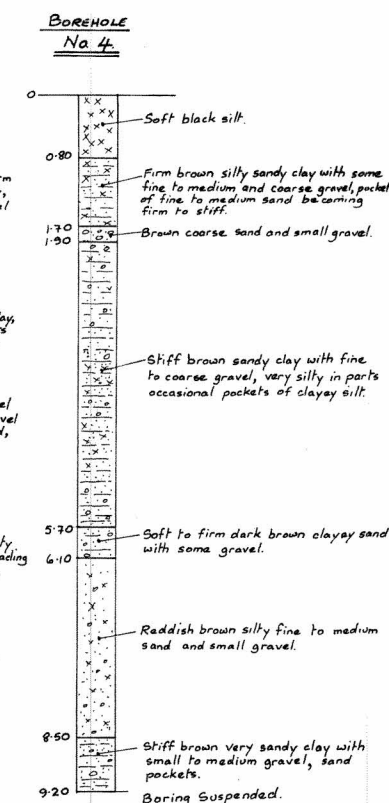 BOREHOLE
No 4.
0
Soft black silt.
0.80
Firm brown silty sandy clay with some
fine to medium and coarse gravel, pocket
of fine to medium sand becoming
firm to stiff.
1.70
Brown coarse sand and small gravel.
1.90
Stiff brown sandy clay with fine
to coarse gravel, very silty in parts
occasional pockets of clayey silt.
5.70
Soft to firm dark brown clayey sand
with some gravel.
6.10
Reddish brown silty fine to medium
sand and small gravel.
8.50
Stiff brown very sandy clay with
small to medium gravel, sand
pockets.
9.20
Boring Suspended.